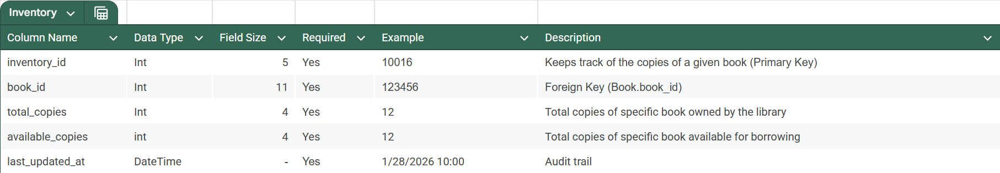 Inventory
Column Name Data Type Field Size Required Example Description
inventory_id Int 5 Yes 10016 Keeps track of the copies of a given book (Primary Key)
book_id Int 11 Yes 123456 Foreign Key (Book.book_id)
total_copies Int 4 Yes 12 Total copies of specific book owned by the library
available_copies int 4 Yes 12 Total copies of specific book available for borrowing
last_updated_at DateTime - Yes 1/28/2026 10:00 Audit trail